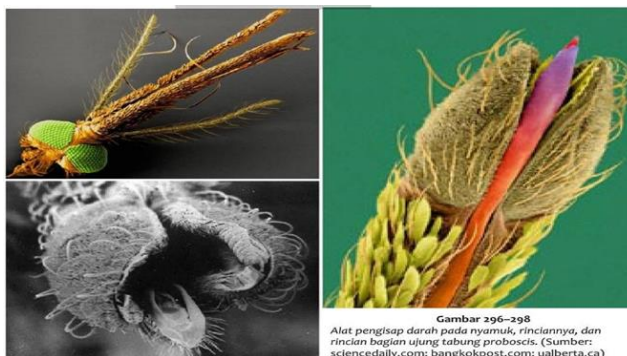 Gambar 296–298
Alat pengisap darah pada nyamuk, rinciannya, dan
rincian bagian ujung tabung proboscis. (Sumber:
sciencedaily.com; bangkokpost.com; ualberta.ca)